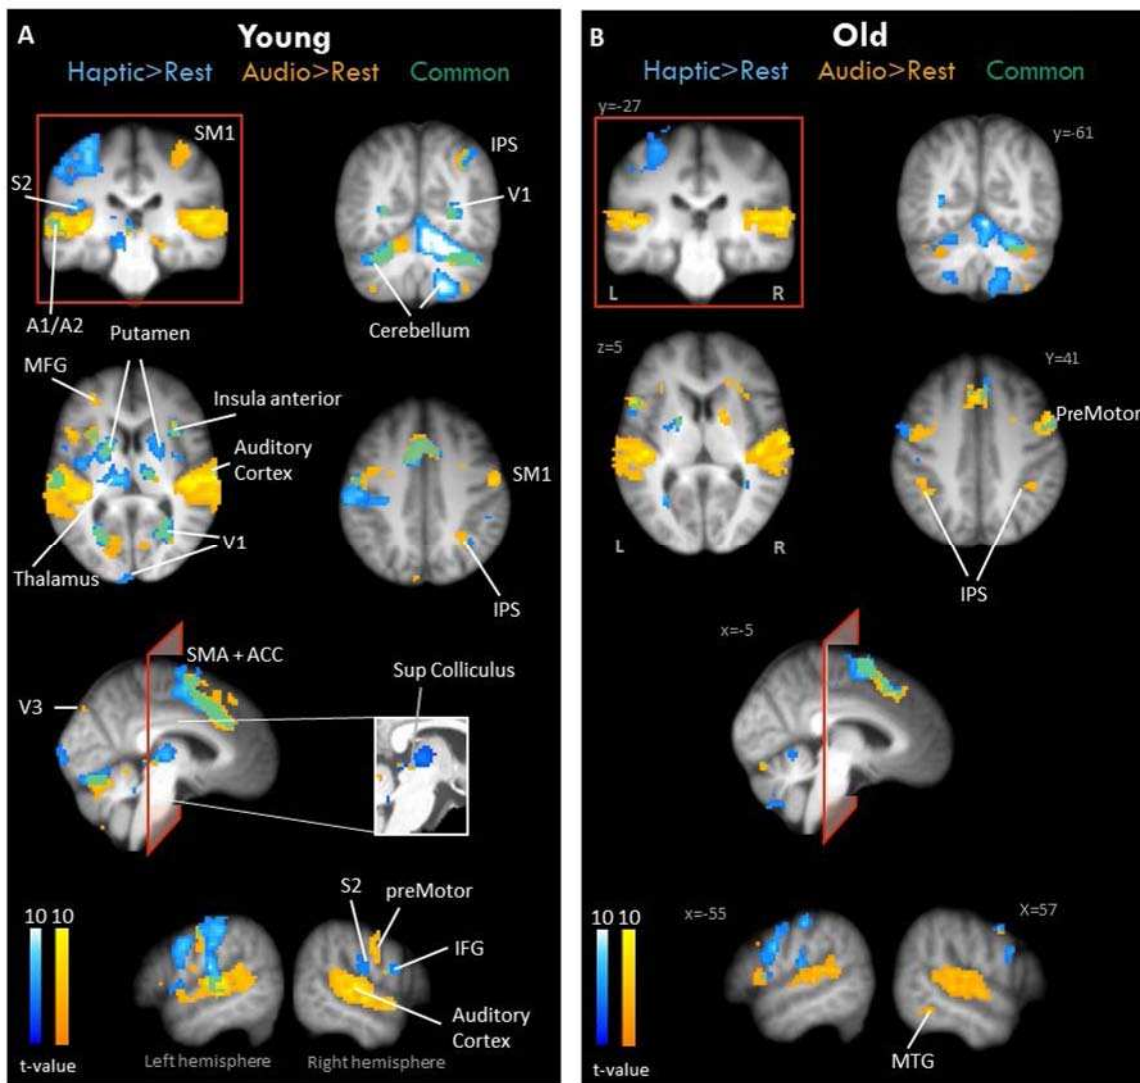 A Young
Haptic>Rest Audio>Rest Common
SM1
IPS
S2
V1
A1/A2
Putamen
Cerebellum
MFG
Insula anterior
Auditory
Cortex
SM1
V1
Thalamus
IPS
SMA + ACC
Sup Colliculus
V3
S2
preMotor
10 10
IFG
Auditory
Cortex
t-value
Left hemisphere Right hemisphere
B Old
Haptic>Rest Audio>Rest Common
y=-27
y=-61
L R
z=5
Y=41
PreMotor
L R
IPS
x=-5
10 10
x=-55
X=57
MTG
t-value